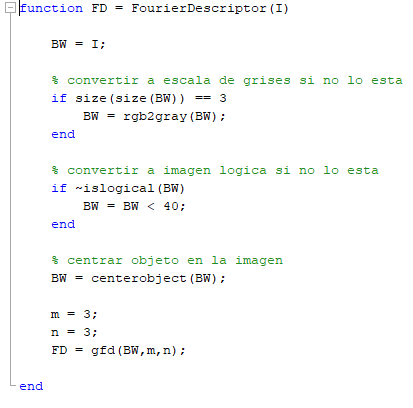 function FD = FourierDescriptor(I)
BW = I;
% convertir a escala de grises si no lo esta
if size(size(BW)) == 3
BW = rgb2gray(BW);
end
% convertir a imagen logica si no lo esta
if ~islogical(BW)
BW = BW < 40;
end
% centrar objeto en la imagen
BW = centerobject(BW);
m = 3;
n = 3;
FD = gfd(BW,m,n);
end